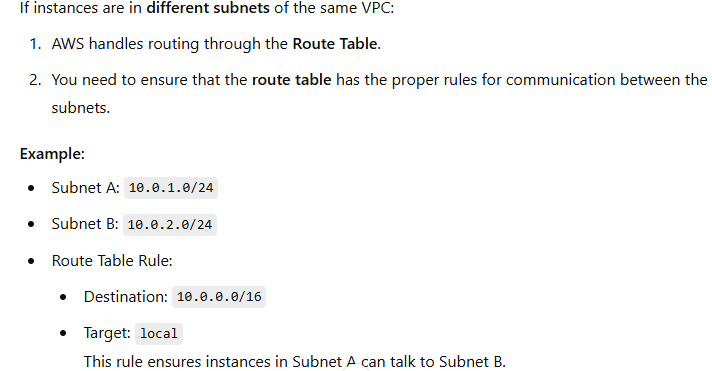 If instances are in different subnets of the same VPC:
1. AWS handles routing through the Route Table.
2. You need to ensure that the route table has the proper rules for communication between the
subnets.
Example:
• Subnet A: 10.0.1.0/24
• Subnet B: 10.0.2.0/24
• Route Table Rule:
• Destination: 10.0.0.0/16
• Target: local
This rule ensures instances in Subnet A can talk to Subnet B.